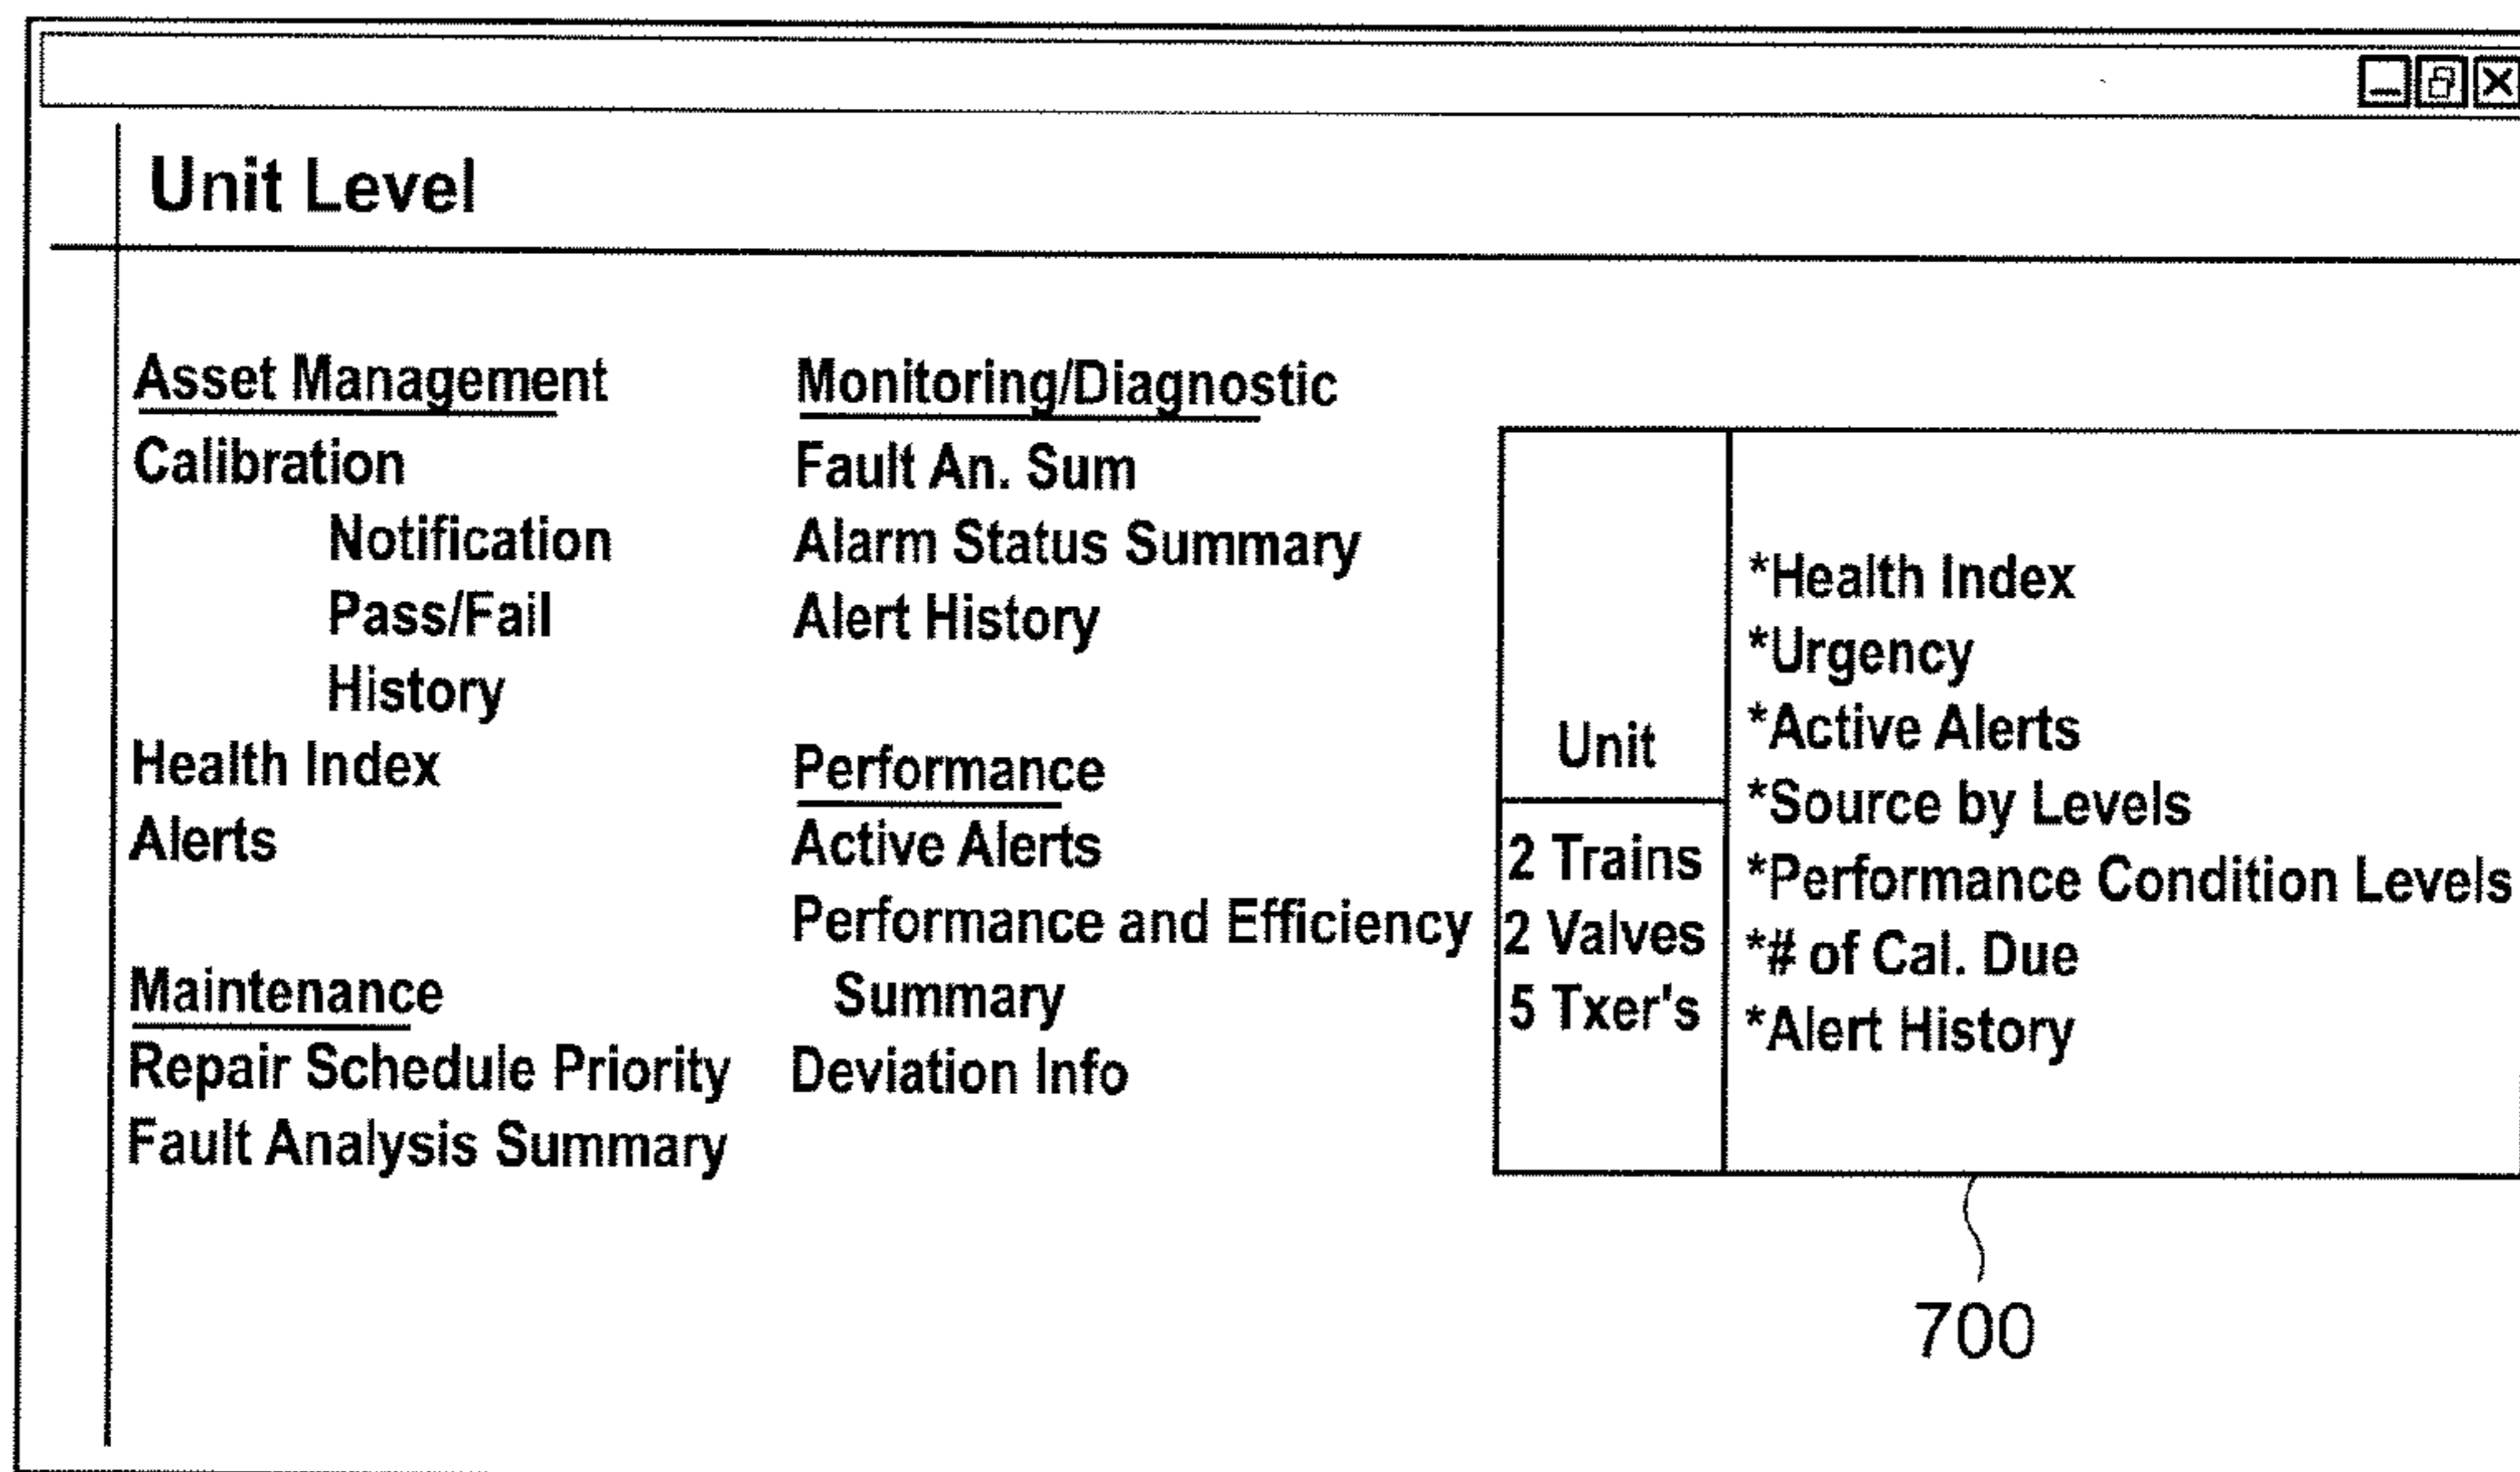 Unit Level
Asset Management
Calibration
Notification
Pass/Fail
History
Health Index
Alerts
Maintenance
Repair Schedule Priority
Fault Analysis Summary
Monitoring/Diagnostic
Fault An. Sum
Alarm Status Summary
Alert History
Performance
Active Alerts
Performance and Efficiency
Summary
Deviation Info
Unit
2 Trains
2 Valves
5 Txer's
*Health Index
*Urgency
*Active Alerts
*Source by Levels
*Performance Condition Levels
*# of Cal. Due
*Alert History
700